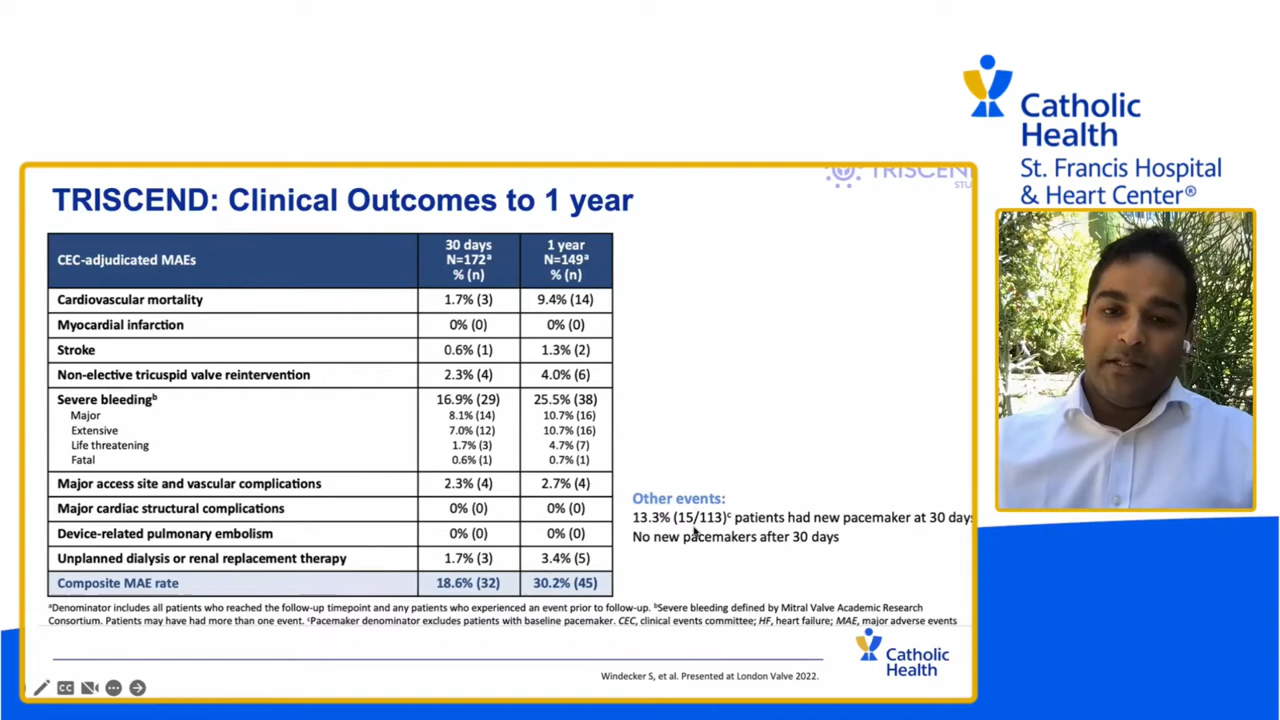 Catholic
Health
St. Francis Hospital
& Heart Center®
TRISCEND: Clinical Outcomes to 1 year
CEC-adjudicated MAEs
30 days
N=172ᵃ
% (n)
1 year
N=149ᵃ
% (n)
Cardiovascular mortality 1.7% (3) 9.4% (14)
Myocardial infarction 0% (0) 0% (0)
Stroke 0.6% (1) 1.3% (2)
Non-elective tricuspid valve reintervention 2.3% (4) 4.0% (6)
Severe bleedingᵇ 16.9% (29) 25.5% (38)
Major 8.1% (14) 10.7% (16)
Extensive 7.0% (12) 10.7% (16)
Life threatening 1.7% (3) 4.7% (7)
Fatal 0.6% (1) 0.7% (1)
Major access site and vascular complications 2.3% (4) 2.7% (4)
Major cardiac structural complications 0% (0) 0% (0)
Device-related pulmonary embolism 0% (0) 0% (0)
Unplanned dialysis or renal replacement therapy 1.7% (3) 3.4% (5)
Composite MAE rate 18.6% (32) 30.2% (45)
Other events:
13.3% (15/113)ᶜ patients had new pacemaker at 30 days
No new pacemakers after 30 days
ᵃDenominator includes all patients who reached the follow-up timepoint and any patients who experienced an event prior to follow-up. ᵇSevere bleeding defined by Mitral Valve Academic Research
Consortium. Patients may have had more than one event. ᶜPacemaker denominator excludes patients with baseline pacemaker. CEC, clinical events committee; HF, heart failure; MAE, major adverse events
Catholic
Health
Windecker S, et al. Presented at London Valve 2022.
CC